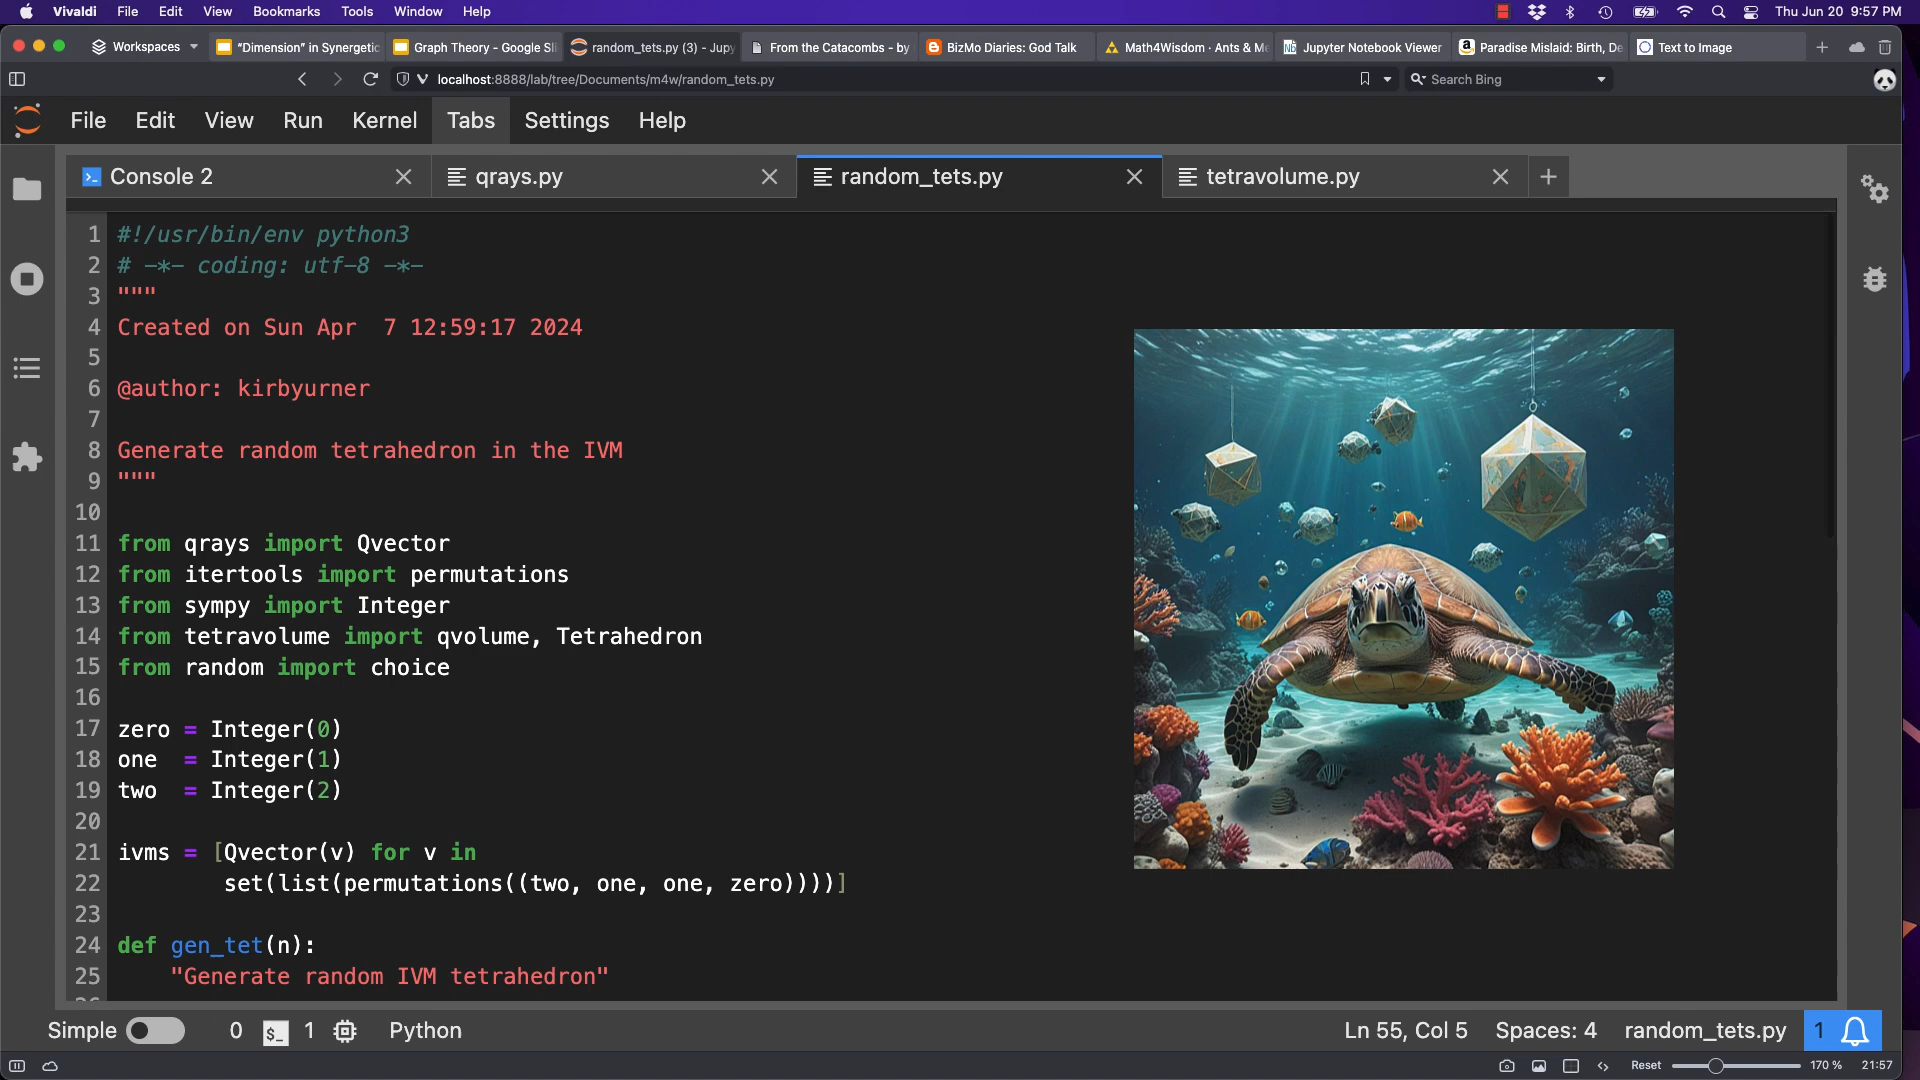 Vivaldi File Edit View Bookmarks Tools Window Help Thu Jun 20 9:57 PM
Workspaces "Dimension" in Synergetic Graph Theory - Google Sli random_tets.py (3) - Jupy From the Catacombs - by BizMo Diaries: God Talk Math4Wisdom · Ants & Me Jupyter Notebook Viewer Paradise Mislaid: Birth, De Text to Image
localhost:8888/lab/tree/Documents/m4w/random_tets.py Search Bing
File Edit View Run Kernel Tabs Settings Help
Console 2 qrays.py random_tets.py tetravolume.py
1 #!/usr/bin/env python3
2 # -*- coding: utf-8 -*-
3 """
4 Created on Sun Apr  7 12:59:17 2024
5
6 @author: kirbyurner
7
8 Generate random tetrahedron in the IVM
9 """
10
11 from qrays import Qvector
12 from itertools import permutations
13 from sympy import Integer
14 from tetravolume import qvolume, Tetrahedron
15 from random import choice
16
17 zero = Integer(0)
18 one  = Integer(1)
19 two  = Integer(2)
20
21 ivms = [Qvector(v) for v in
22         set(list(permutations((two, one, one, zero))))]
23
24 def gen_tet(n):
25     "Generate random IVM tetrahedron"
26
Simple 0 $_ 1 Python Ln 55, Col 5 Spaces: 4 random_tets.py 1
Reset 170 % 21:57